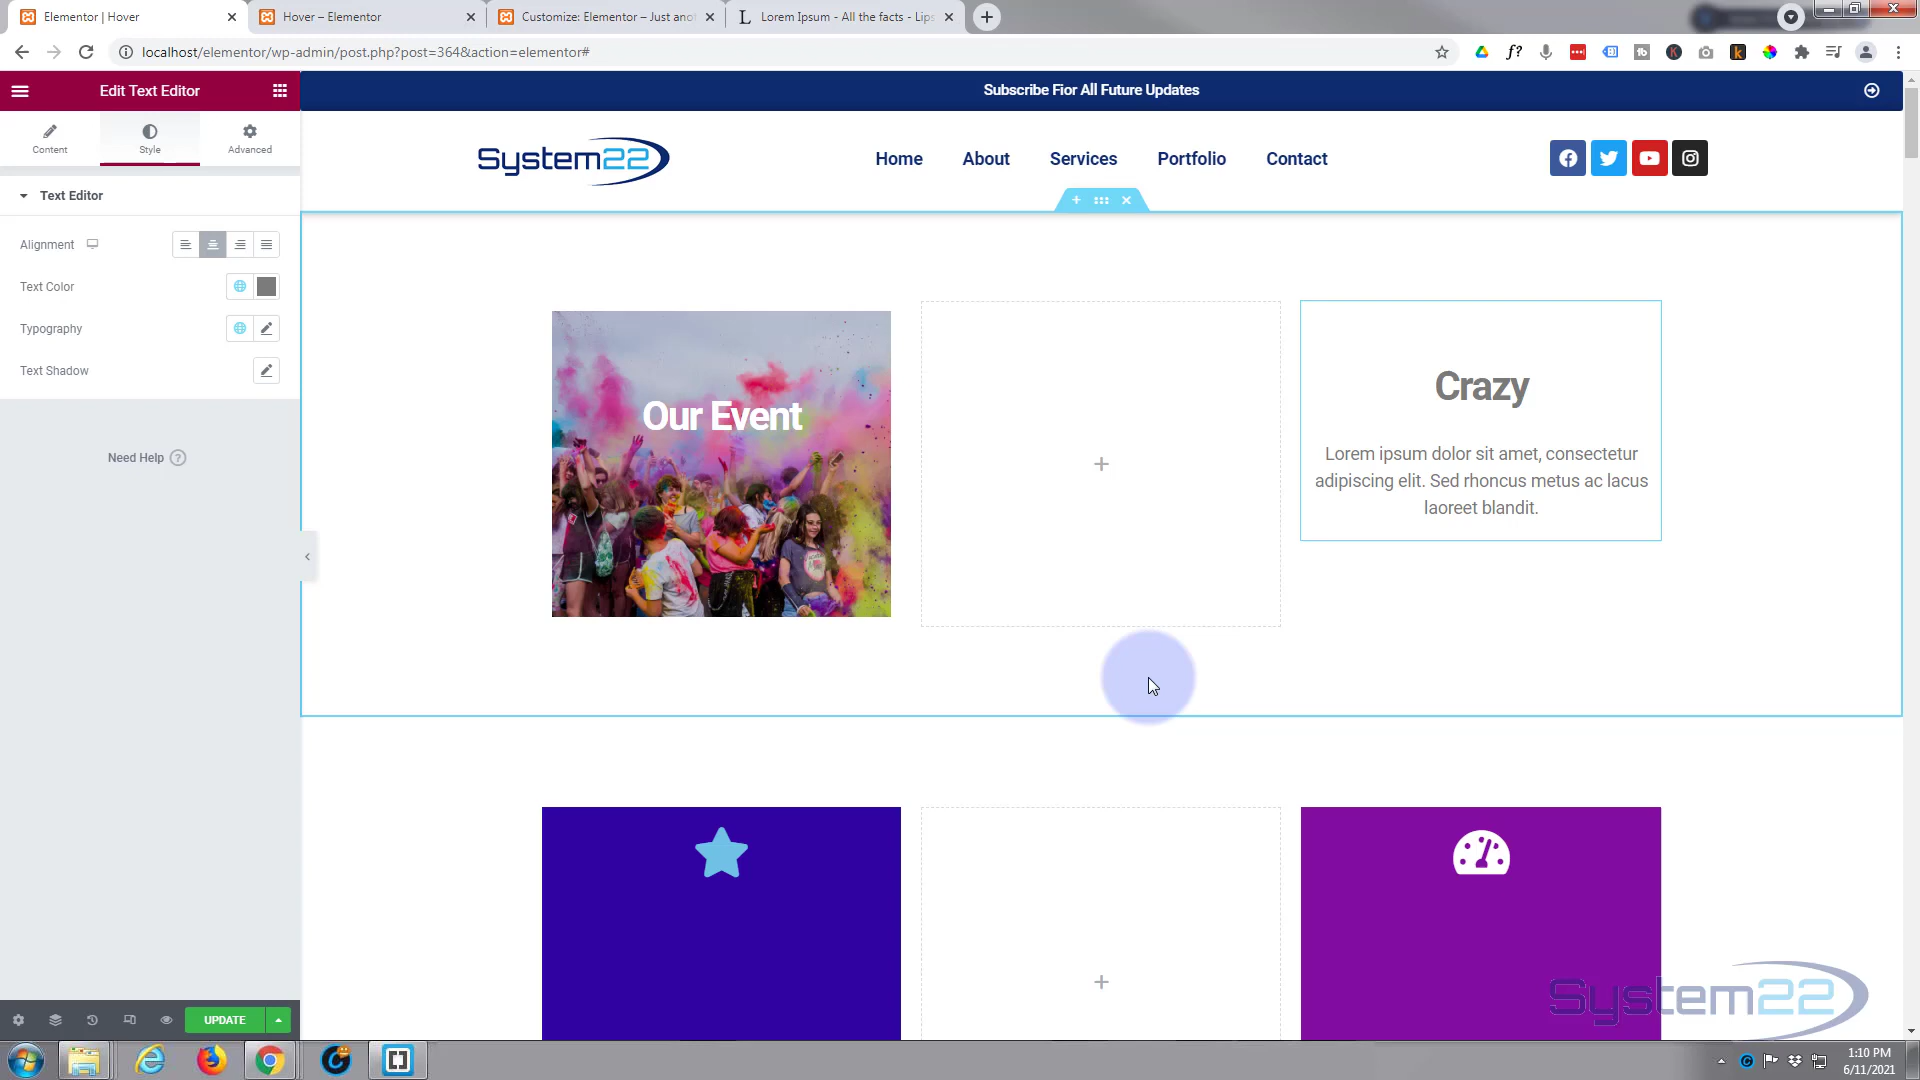 Elementor | Hover
Hover – Elementor
Customize: Elementor – Just ano
Lorem Ipsum - All the facts - Lips
localhost/elementor/wp-admin/post.php?post=364&action=elementor#
Edit Text Editor
Content
Style
Advanced
Text Editor
Alignment
Text Color
Typography
Text Shadow
Need Help
UPDATE
Subscribe Fior All Future Updates
System22
Home
About
Services
Portfolio
Contact
Our Event
Crazy
Lorem ipsum dolor sit amet, consectetur
adipiscing elit. Sed rhoncus metus ac lacus
laoreet blandit.
System22
1:10 PM
6/11/2021